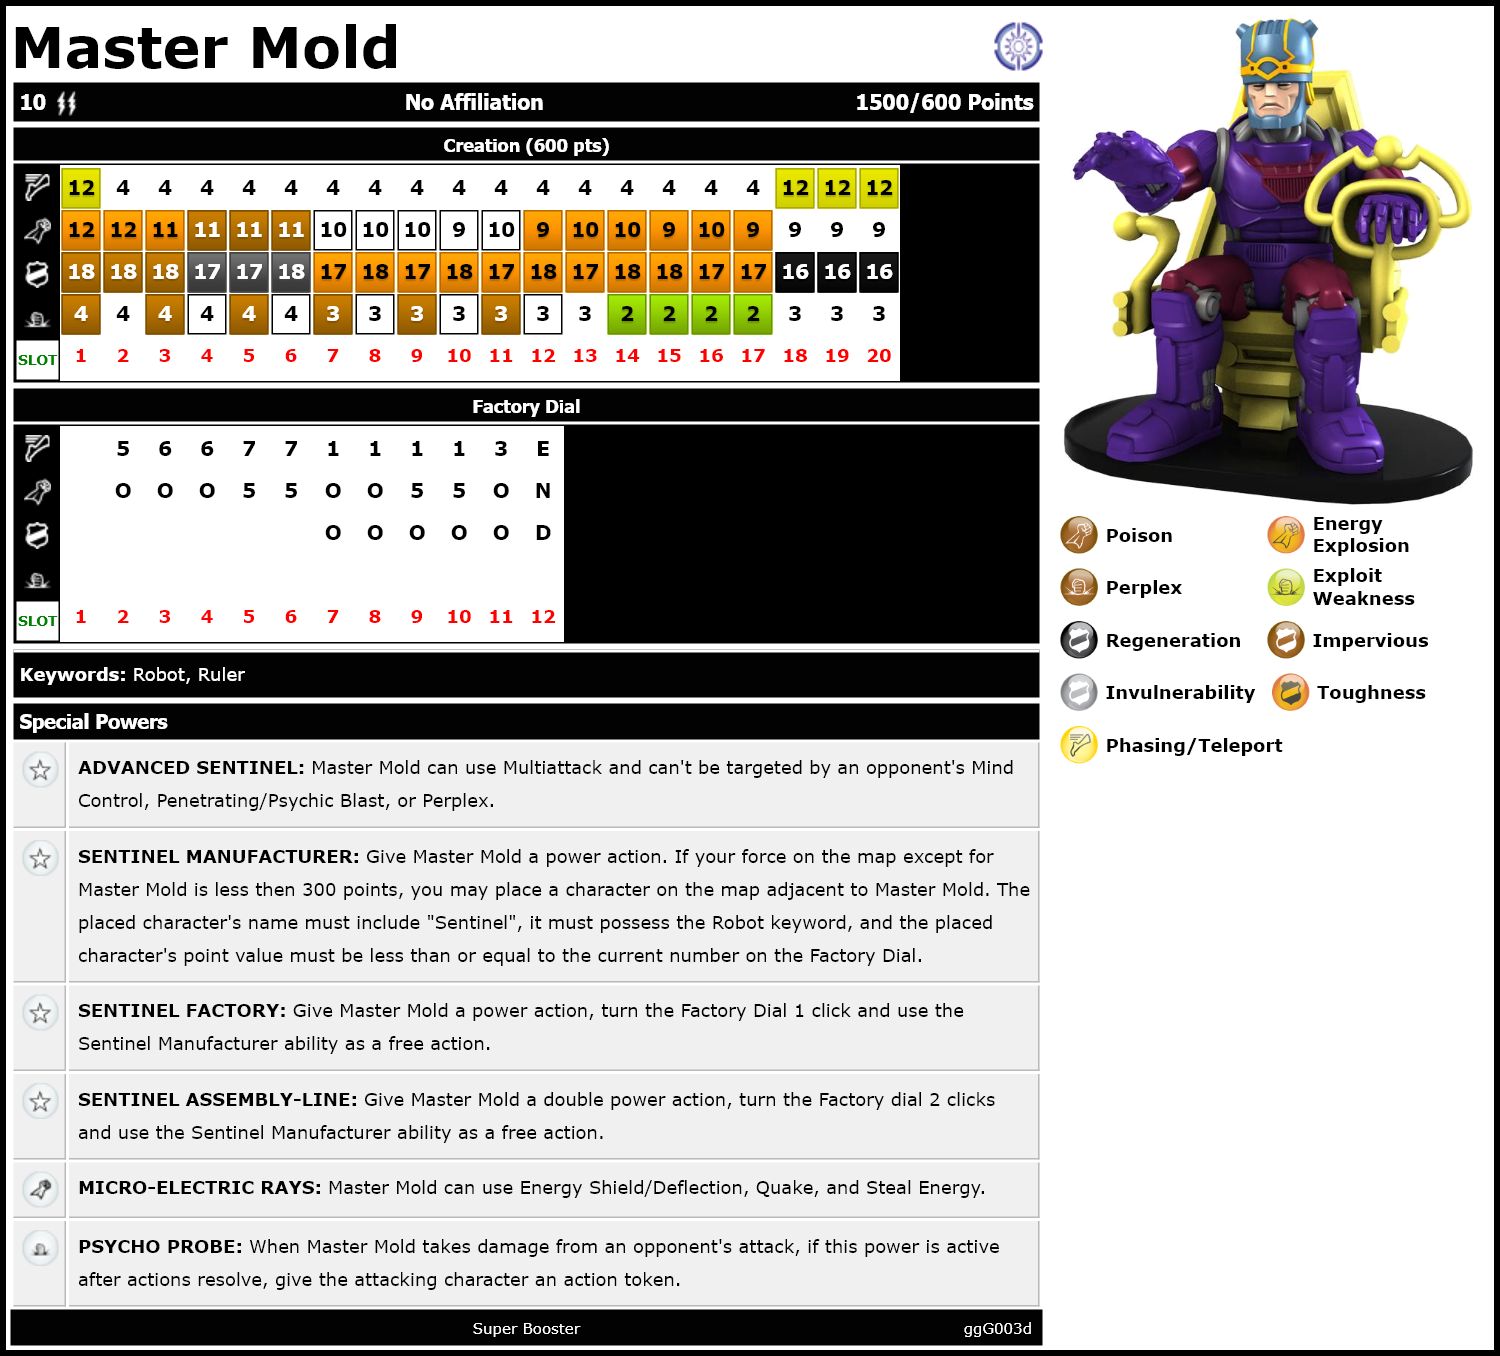 Master Mold
10 No Affiliation 1500/600 Points
Creation (600 pts)
12 4 4 4 4 4 4 4 4 4 4 4 4 4 4 4 4 12 12 12
12 12 11 11 11 11 10 10 10 9 10 9 10 10 9 10 9 9 9 9
18 18 18 17 17 18 17 18 17 18 17 18 17 18 18 17 17 16 16 16
4 4 4 4 4 4 3 3 3 3 3 3 3 2 2 2 2 3 3 3
SLOT 1 2 3 4 5 6 7 8 9 10 11 12 13 14 15 16 17 18 19 20
Factory Dial
5 6 6 7 7 1 1 1 1 3 E
O O O 5 5 O O 5 5 O N
O O O O O D
SLOT 1 2 3 4 5 6 7 8 9 10 11 12
Keywords: Robot, Ruler
Special Powers
ADVANCED SENTINEL: Master Mold can use Multiattack and can't be targeted by an opponent's Mind
Control, Penetrating/Psychic Blast, or Perplex.
SENTINEL MANUFACTURER: Give Master Mold a power action. If your force on the map except for
Master Mold is less then 300 points, you may place a character on the map adjacent to Master Mold. The
placed character's name must include "Sentinel", it must possess the Robot keyword, and the placed
character's point value must be less than or equal to the current number on the Factory Dial.
SENTINEL FACTORY: Give Master Mold a power action, turn the Factory Dial 1 click and use the
Sentinel Manufacturer ability as a free action.
SENTINEL ASSEMBLY-LINE: Give Master Mold a double power action, turn the Factory dial 2 clicks
and use the Sentinel Manufacturer ability as a free action.
MICRO-ELECTRIC RAYS: Master Mold can use Energy Shield/Deflection, Quake, and Steal Energy.
PSYCHO PROBE: When Master Mold takes damage from an opponent's attack, if this power is active
after actions resolve, give the attacking character an action token.
Super Booster ggG003d
Poison
Energy
Explosion
Perplex
Exploit
Weakness
Regeneration
Impervious
Invulnerability
Toughness
Phasing/Teleport